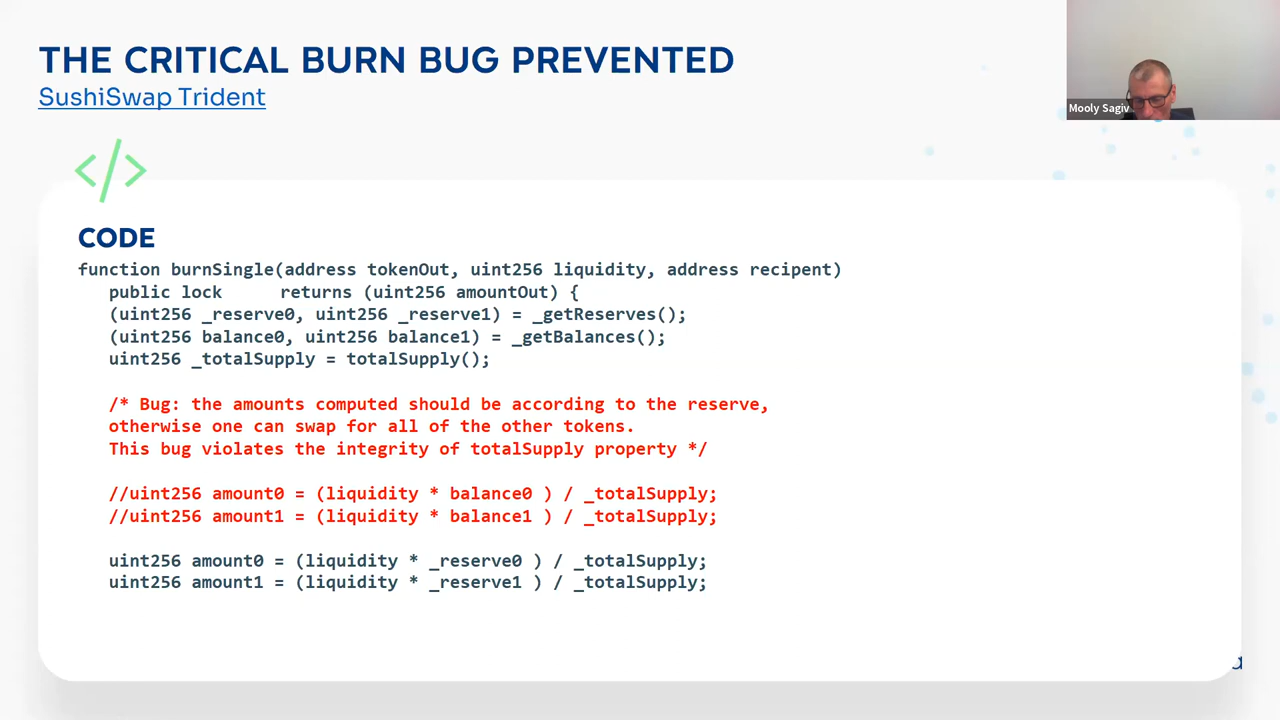 THE CRITICAL BURN BUG PREVENTED
SushiSwap Trident
Mooly Sagiv
</>
CODE
function burnSingle(address tokenOut, uint256 liquidity, address recipent)
public lock returns (uint256 amountOut) {
(uint256 _reserve0, uint256 _reserve1) = _getReserves();
(uint256 balance0, uint256 balance1) = _getBalances();
uint256 _totalSupply = totalSupply();
/* Bug: the amounts computed should be according to the reserve,
otherwise one can swap for all of the other tokens.
This bug violates the integrity of totalSupply property */
//uint256 amount0 = (liquidity * balance0 ) / _totalSupply;
//uint256 amount1 = (liquidity * balance1 ) / _totalSupply;
uint256 amount0 = (liquidity * _reserve0 ) / _totalSupply;
uint256 amount1 = (liquidity * _reserve1 ) / _totalSupply;